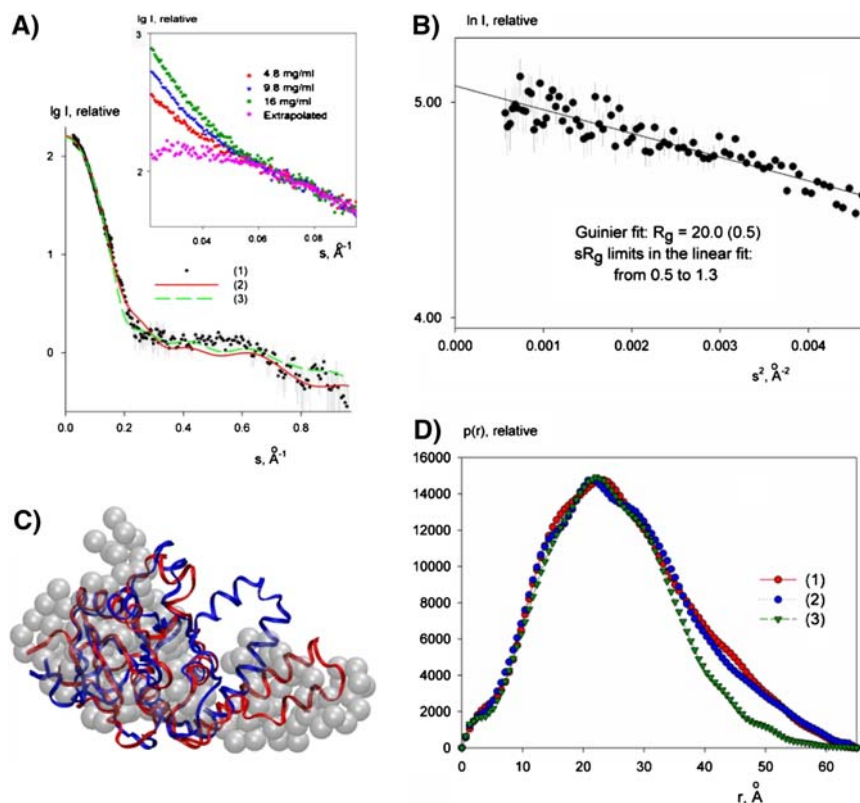 A)
lg I, relative
3
2
4.8 mg/ml
9.8 mg/ml
16 mg/ml
Extrapolated
0.04 0.06 0.08
s, Å-1
lg I, relative
2
1
0
(1)
(2)
(3)
0.0 0.2 0.4 0.6 0.8
s, Å-1
B)
ln I, relative
5.00
4.00
Guinier fit: Rg = 20.0 (0.5)
sRg limits in the linear fit:
from 0.5 to 1.3
0.000 0.001 0.002 0.003 0.004
s2, Å-2
C)
D)
p(r), relative
16000
14000
12000
10000
8000
6000
4000
2000
0
(1)
(2)
(3)
0 10 20 30 40 50 60
r, Å